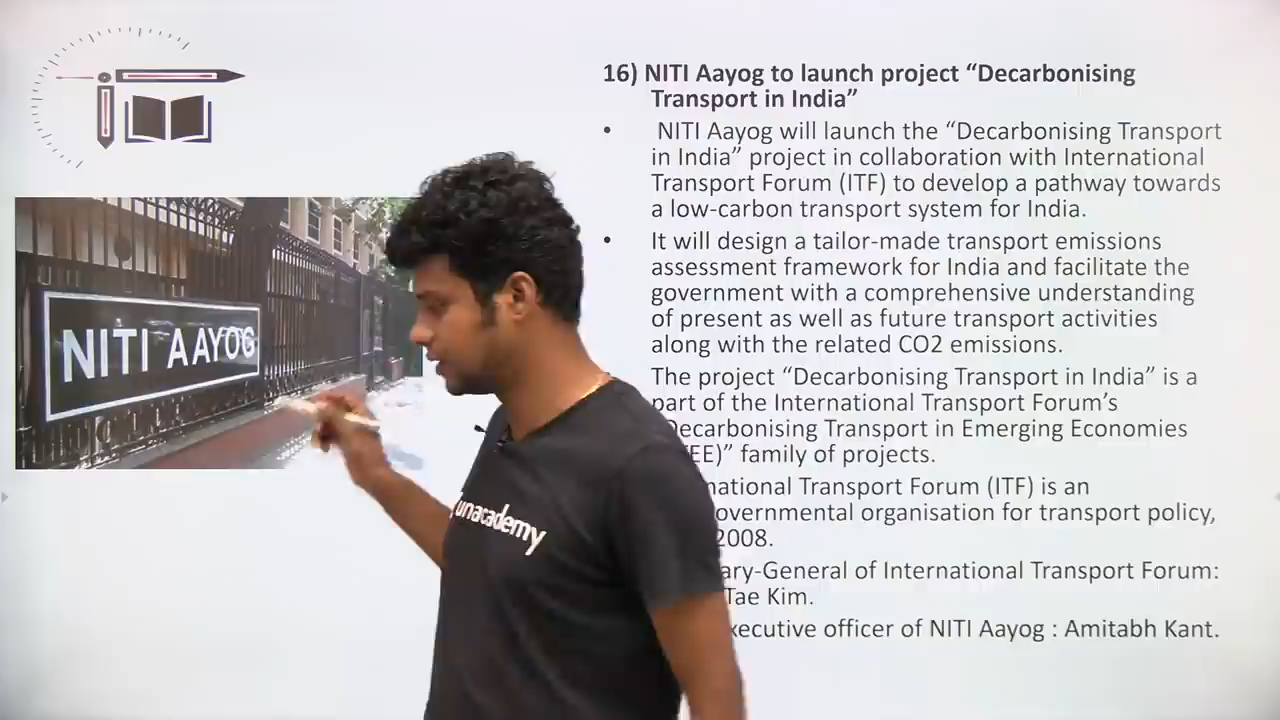 16) NITI Aayog to launch project “Decarbonising
Transport in India”
• NITI Aayog will launch the “Decarbonising Transport
in India” project in collaboration with International
Transport Forum (ITF) to develop a pathway towards
a low-carbon transport system for India.
• It will design a tailor-made transport emissions
assessment framework for India and facilitate the
government with a comprehensive understanding
of present as well as future transport activities
along with the related CO2 emissions.
The project “Decarbonising Transport in India” is a
part of the International Transport Forum’s
Decarbonising Transport in Emerging Economies
family of projects.
Transport Forum (ITF) is an
organisation for transport policy,
2008.
of International Transport Forum:
Tae Kim.
officer of NITI Aayog : Amitabh Kant.
NITI AAYOG
unacademy